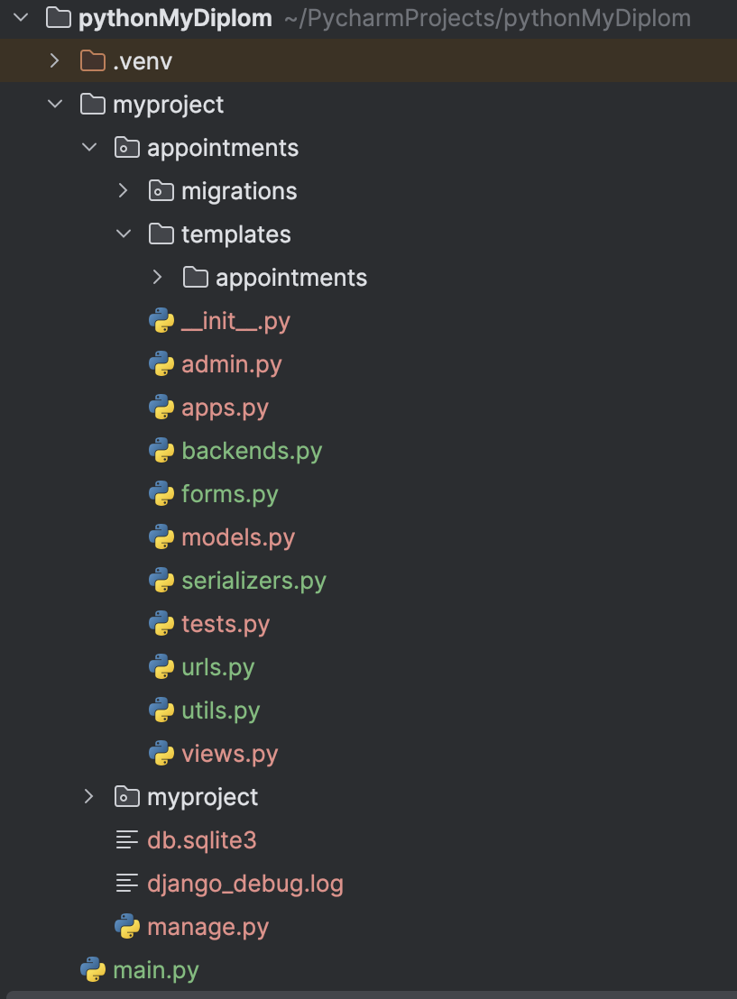 pythonMyDiplom ~/PycharmProjects/pythonMyDiplom
.venv
myproject
appointments
migrations
templates
appointments
__init__.py
admin.py
apps.py
backends.py
forms.py
models.py
serializers.py
tests.py
urls.py
utils.py
views.py
myproject
db.sqlite3
django_debug.log
manage.py
main.py